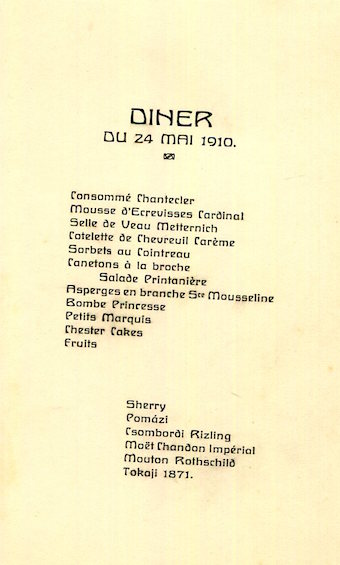 DINER
DU 24 MAI 1910.
Consommé Chantecler
Mousse d'Ecrevisses Cardinal
Selle de Veau Metternich
Catelette de Chevreuil Carème
Sorbets au Cointreau
Canetons à la broche
Salade Printanière
Asperges en branche Sce Mousseline
Bombe Princesse
Petits Marquis
Chester Cakes
Fruits
Sherry
Pomázi
Csombordi Rizling
Moët Chandon Impérial
Mouton Rothschild
Tokaji 1871.